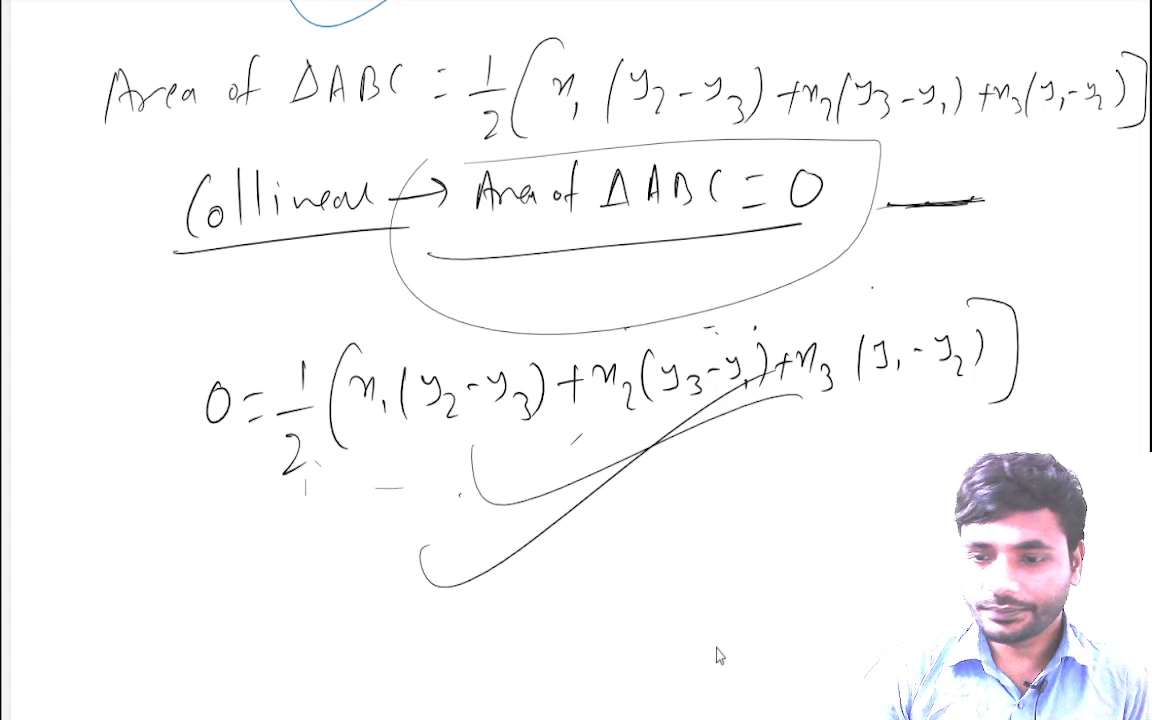 Area of ΔABC = 1/2 [x₁ (y₂ - y₃) + x₂(y₃ - y₁) + x₃(y₁ - y₂)]
Collinear → Area of ΔABC = 0
0 = 1/2 [x₁(y₂ - y₃) + x₂(y₃ - y₁) + x₃(y₁ - y₂)]